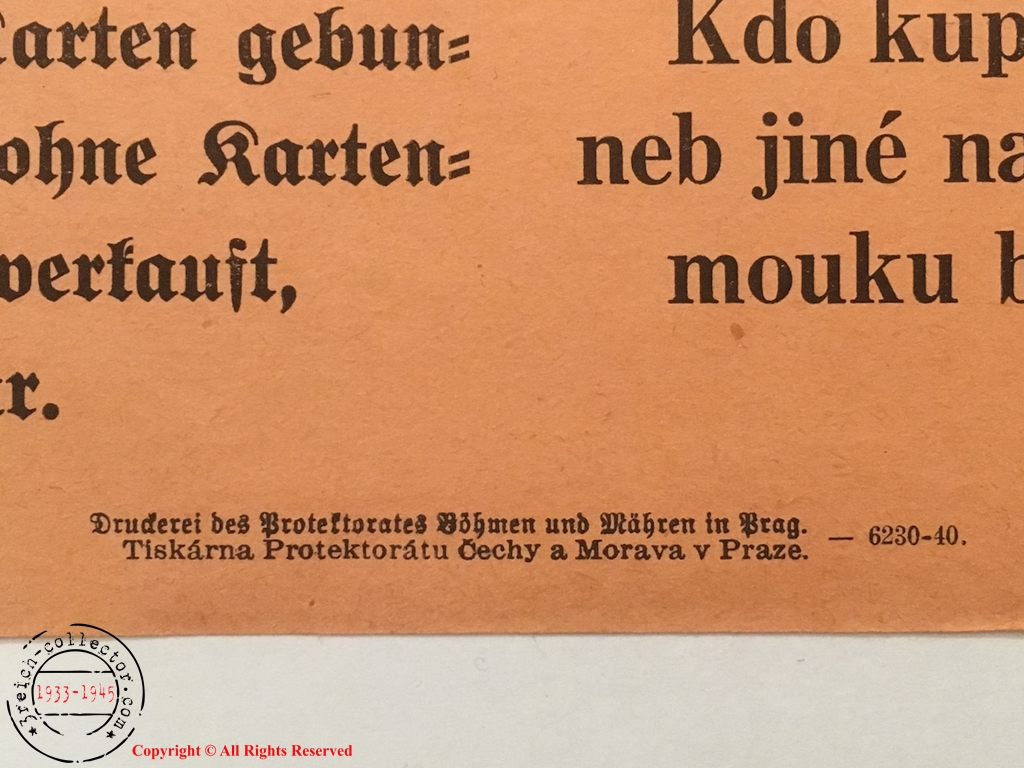 Karten gebun-
ohne Karten-
verkauft,
ar.
Kdo kup
neb jiné na
mouku b
Druckerei des Protektorates Böhmen und Mähren in Prag.
Tiskárna Protektorátu Čechy a Morava v Praze.
— 6230-40.
3reich-collector.com
1933-1945
Copyright © All Rights Reserved